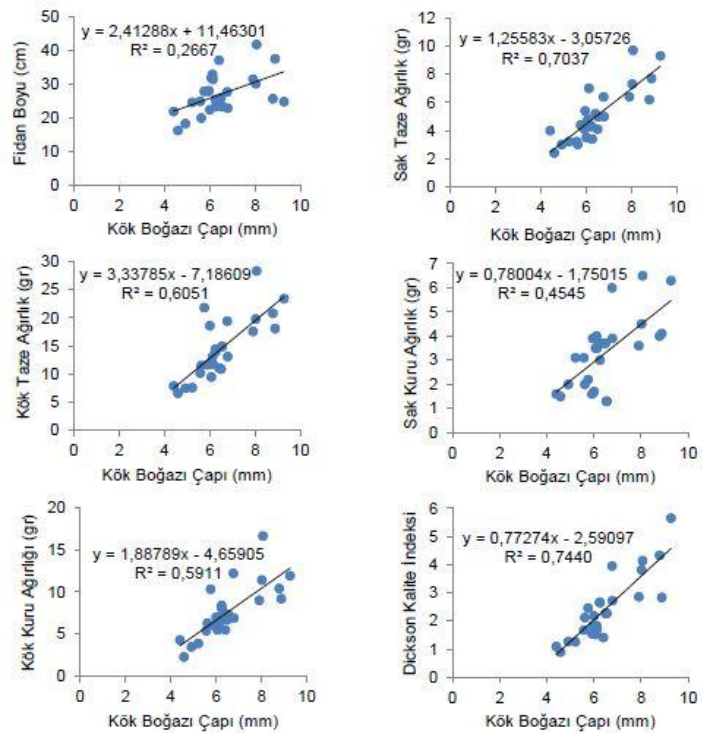 y = 2,41288x + 11,46301
R² = 0,2667
Fidan Boyu (cm)
50
40
30
20
10
0
0 2 4 6 8 10
Kök Boğazı Çapı (mm)
y = 1,25583x - 3,05726
R² = 0,7037
Sak Taze Ağırlık (gr)
12
10
8
6
4
2
0
0 2 4 6 8 10
Kök Boğazı Çapı (mm)
y = 3,33785x - 7,18609
R² = 0,6051
Kök Taze Ağırlık (gr)
30
25
20
15
10
5
0
0 2 4 6 8 10
Kök Boğazı Çapı (mm)
y = 0,78004x - 1,75015
R² = 0,4545
Sak Kuru Ağırlık (gr)
7
6
5
4
3
2
1
0
0 2 4 6 8 10
Kök Boğazı Çapı (mm)
y = 1,88789x - 4,65905
R² = 0,5911
Kök Kuru Ağırlığı (gr)
20
15
10
5
0
0 2 4 6 8 10
Kök Boğazı Çapı (mm)
y = 0,77274x - 2,59097
R² = 0,7440
Dickson Kalite İndeksi
6
5
4
3
2
1
0
0 2 4 6 8 10
Kök Boğazı Çapı (mm)